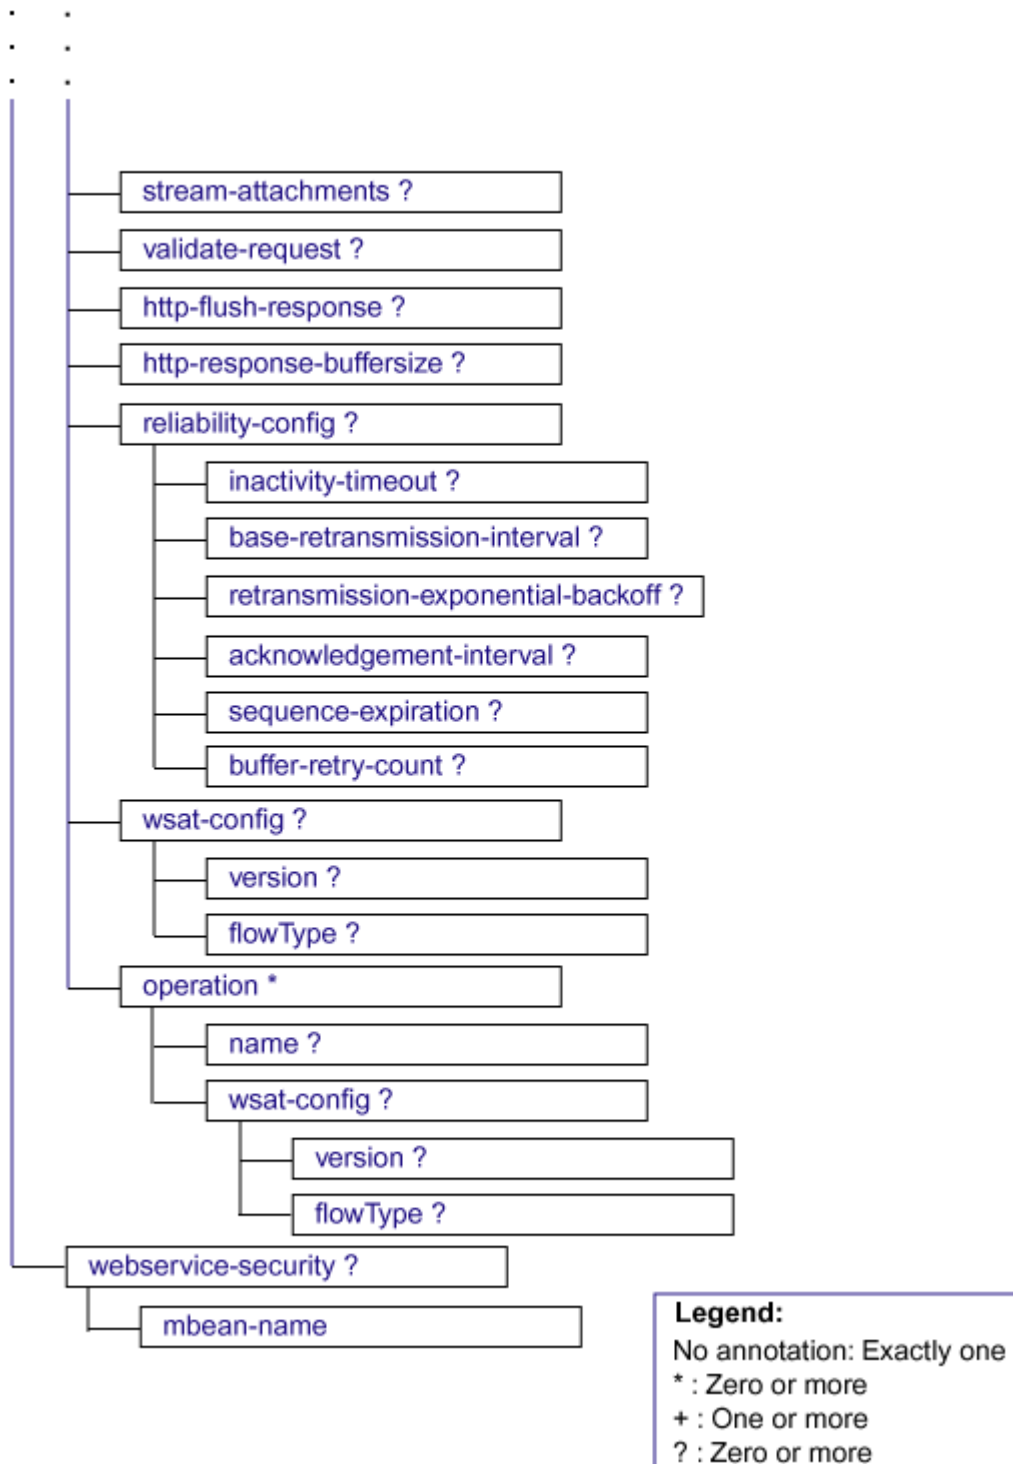 stream-attachments ?
validate-request ?
http-flush-response ?
http-response-buffersize ?
reliability-config ?
inactivity-timeout ?
base-retransmission-interval ?
retransmission-exponential-backoff ?
acknowledgement-interval ?
sequence-expiration ?
buffer-retry-count ?
wsat-config ?
version ?
flowType ?
operation *
name ?
wsat-config ?
version ?
flowType ?
webservice-security ?
mbean-name
Legend:
No annotation: Exactly one
* : Zero or more
+ : One or more
? : Zero or more